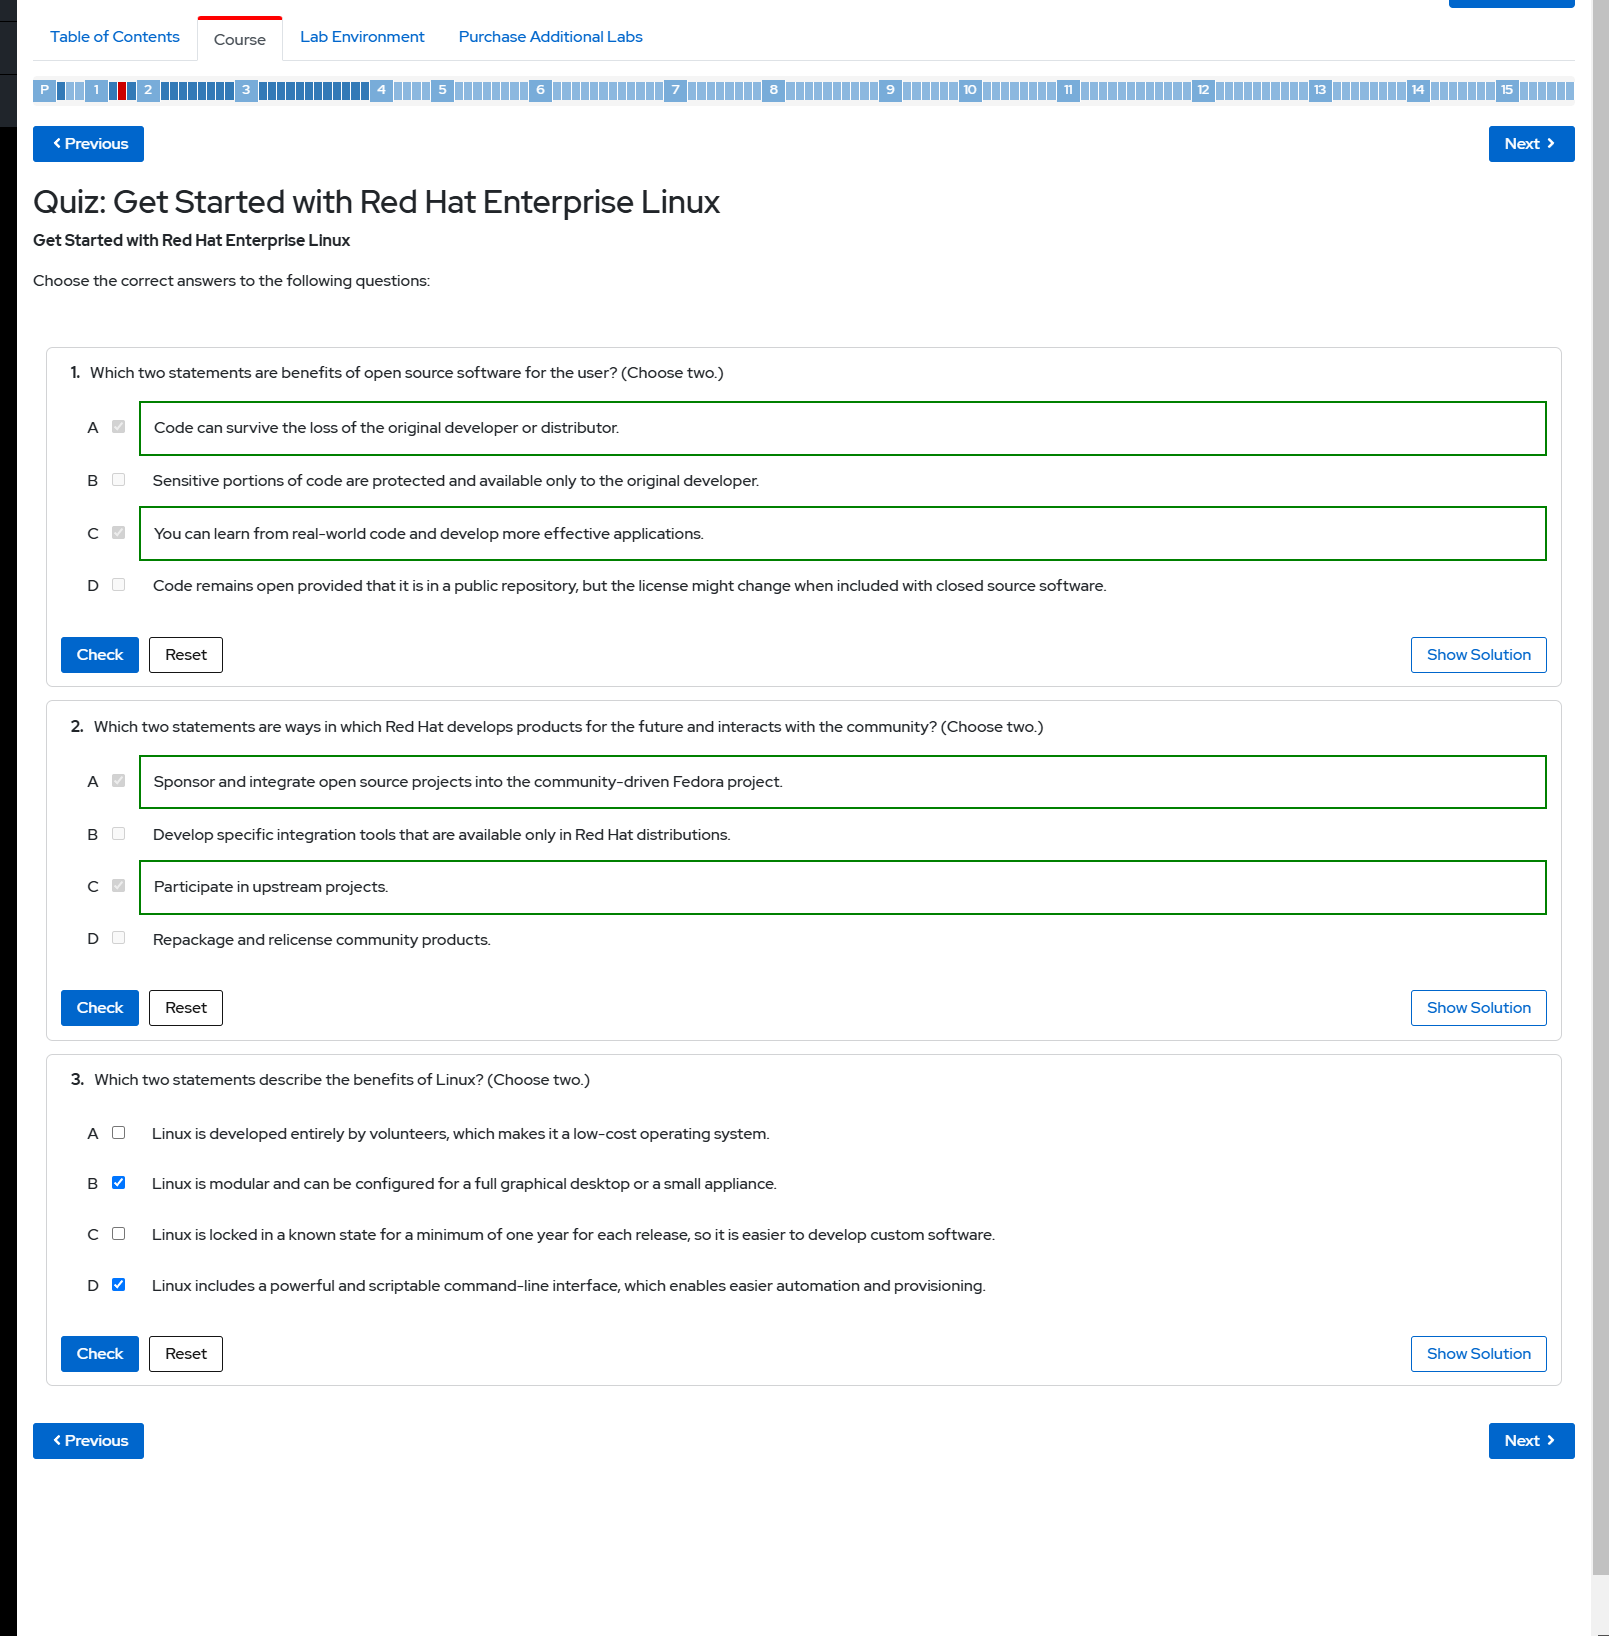 Table of Contents Course Lab Environment Purchase Additional Labs
P 1 2 3 4 5 6 7 8 9 10 11 12 13 14 15
Previous Next
Quiz: Get Started with Red Hat Enterprise Linux
Get Started with Red Hat Enterprise Linux
Choose the correct answers to the following questions:
1. Which two statements are benefits of open source software for the user? (Choose two.)
A Code can survive the loss of the original developer or distributor.
B Sensitive portions of code are protected and available only to the original developer.
C You can learn from real-world code and develop more effective applications.
D Code remains open provided that it is in a public repository, but the license might change when included with closed source software.
Check Reset Show Solution
2. Which two statements are ways in which Red Hat develops products for the future and interacts with the community? (Choose two.)
A Sponsor and integrate open source projects into the community-driven Fedora project.
B Develop specific integration tools that are available only in Red Hat distributions.
C Participate in upstream projects.
D Repackage and relicense community products.
Check Reset Show Solution
3. Which two statements describe the benefits of Linux? (Choose two.)
A Linux is developed entirely by volunteers, which makes it a low-cost operating system.
B Linux is modular and can be configured for a full graphical desktop or a small appliance.
C Linux is locked in a known state for a minimum of one year for each release, so it is easier to develop custom software.
D Linux includes a powerful and scriptable command-line interface, which enables easier automation and provisioning.
Check Reset Show Solution
Previous Next